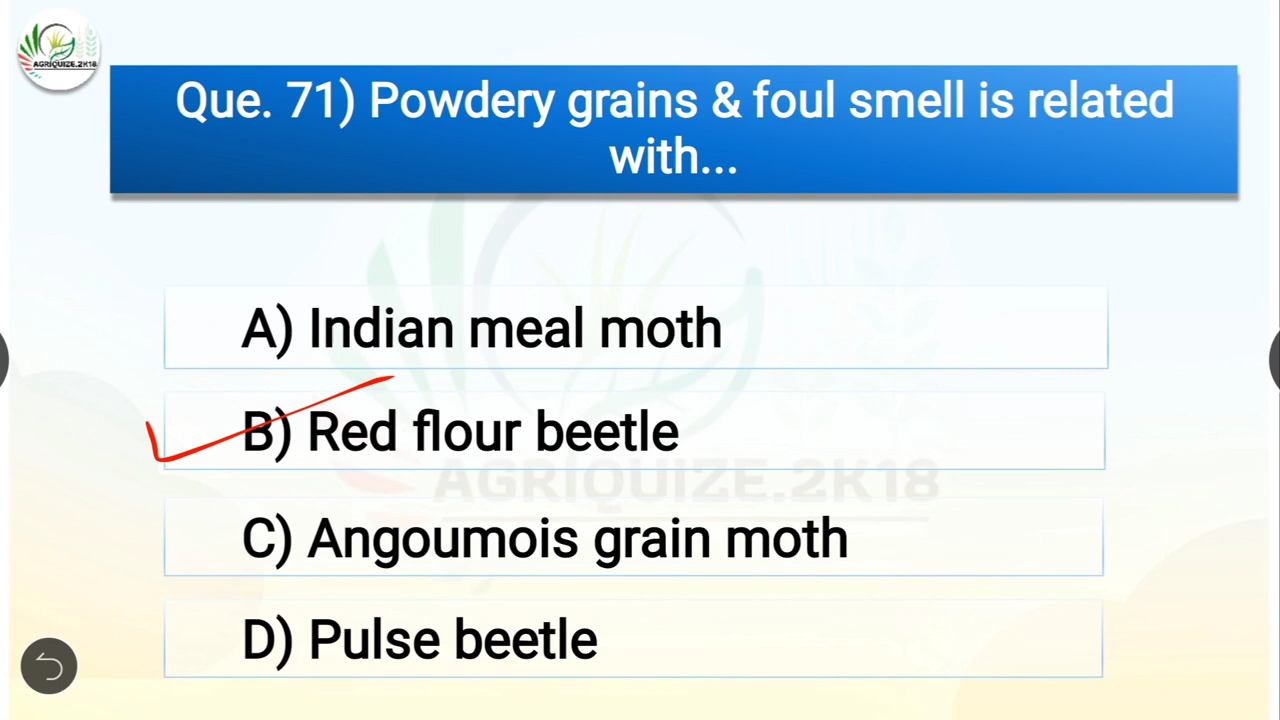 AGRIQUIZE.2K18
Que. 71) Powdery grains & foul smell is related
with...
A) Indian meal moth
B) Red flour beetle
AGRIQUIZE.2K18
C) Angoumois grain moth
D) Pulse beetle